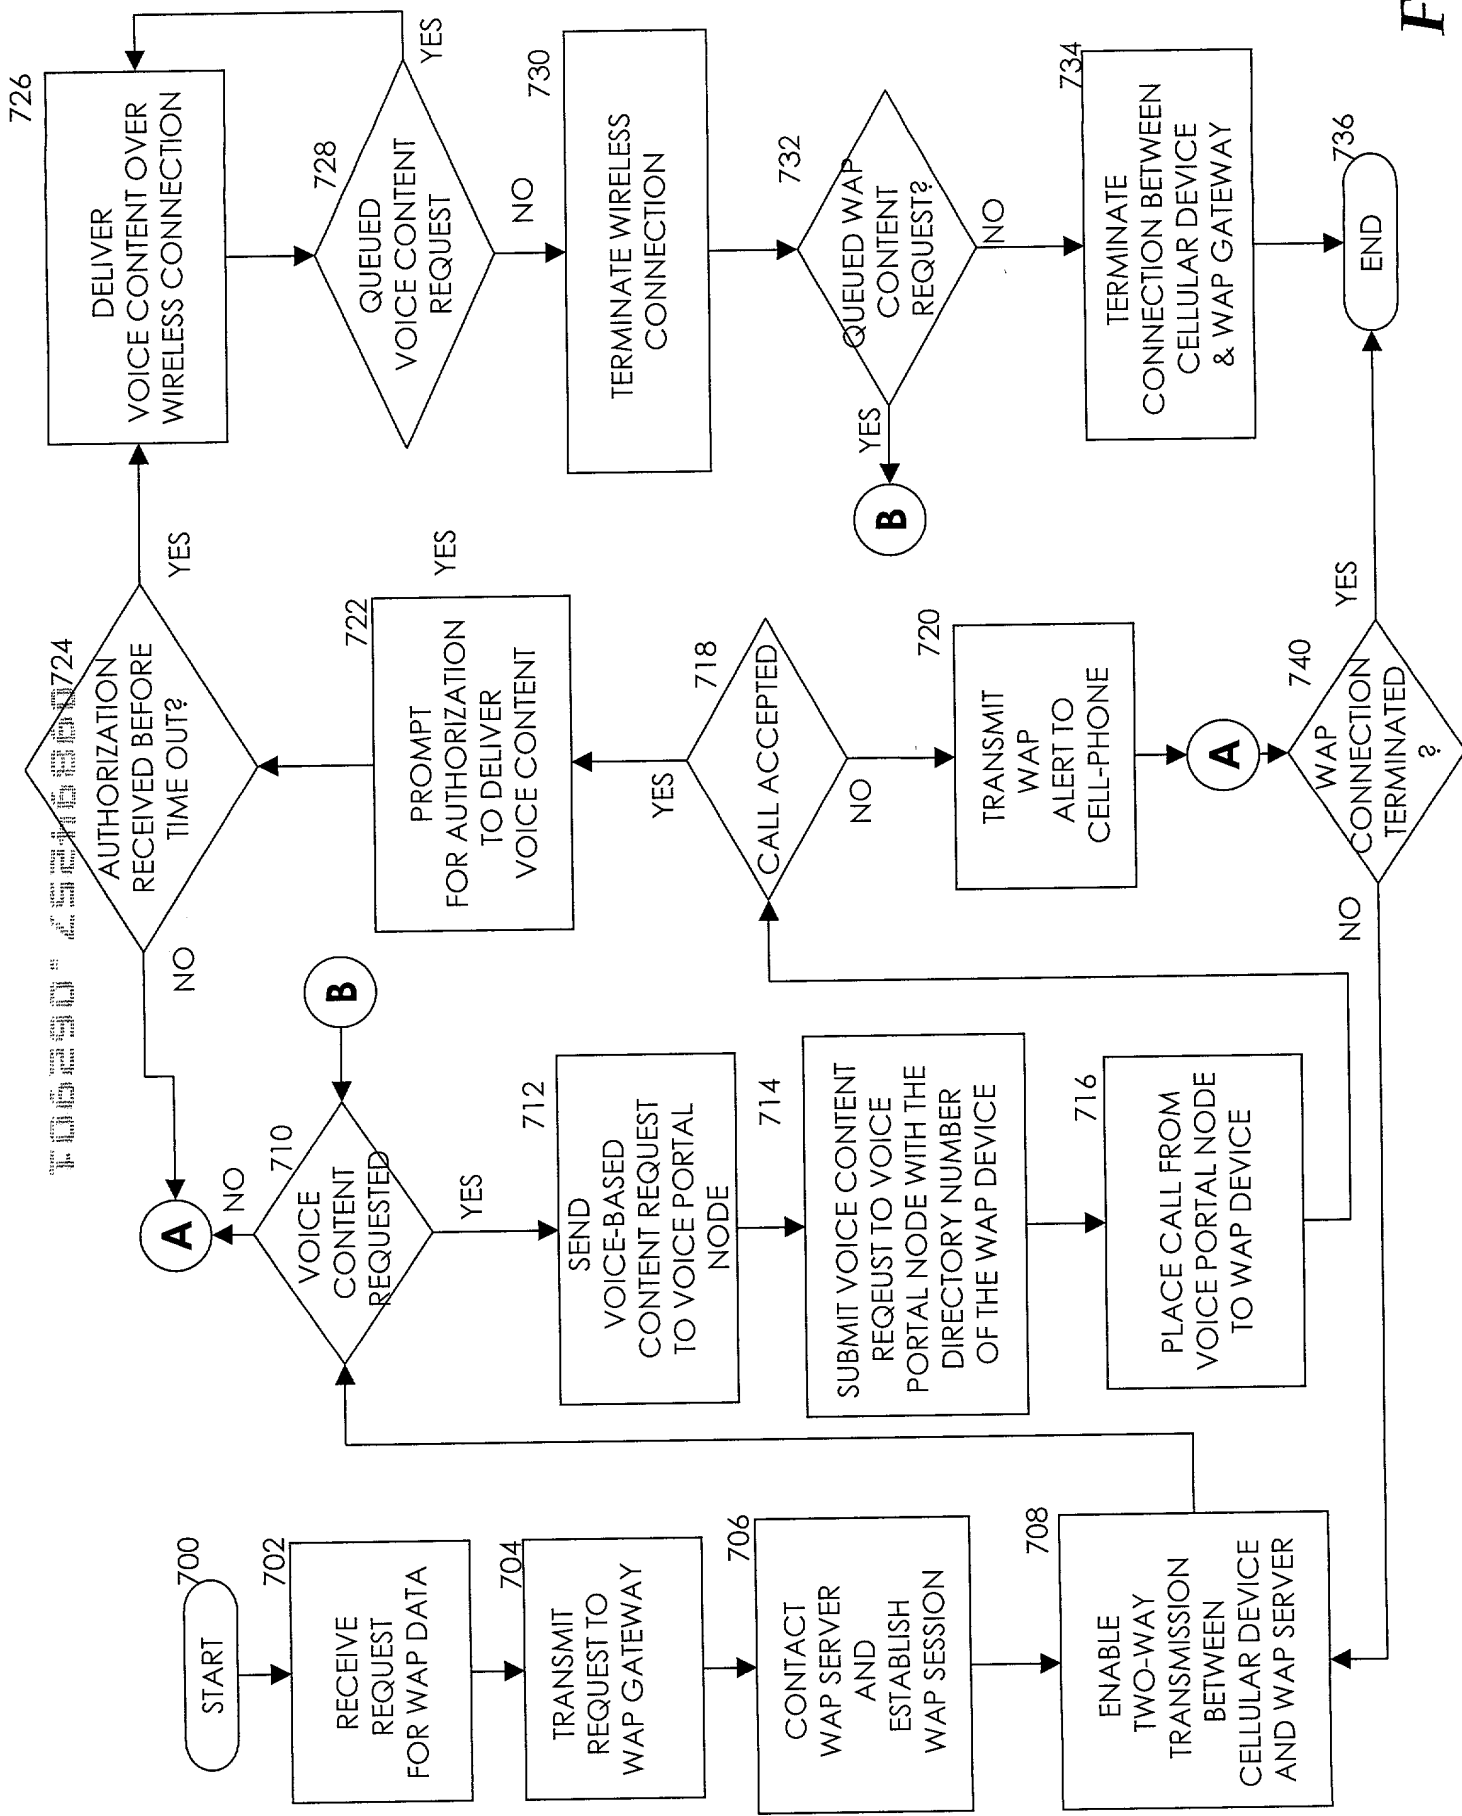 700
START
702
RECEIVE
REQUEST
FOR WAP DATA
704
TRANSMIT
REQUEST TO
WAP GATEWAY
706
CONTACT
WAP SERVER
AND
ESTABLISH
WAP SESSION
708
ENABLE
TWO-WAY
TRANSMISSION
BETWEEN
CELLULAR DEVICE
AND WAP SERVER
A
NO
710
VOICE
CONTENT
REQUESTED
B
YES
712
SEND
VOICE-BASED
CONTENT REQUEST
TO VOICE PORTAL
NODE
714
SUBMIT VOICE CONTENT
REQEUST TO VOICE
PORTAL NODE WITH THE
DIRECTORY NUMBER
OF THE WAP DEVICE
716
PLACE CALL FROM
VOICE PORTAL NODE
TO WAP DEVICE
724
AUTHORIZATION
RECEIVED BEFORE
TIME OUT?
NO
YES
722
PROMPT
FOR AUTHORIZATION
TO DELIVER
VOICE CONTENT
YES
YES
718
CALL ACCEPTED
NO
720
TRANSMIT
WAP
ALERT TO
CELL-PHONE
A
740
WAP
CONNECTION
TERMINATED
?
NO
YES
726
DELIVER
VOICE CONTENT OVER
WIRELESS CONNECTION
728
QUEUED
VOICE CONTENT
REQUEST
YES
NO
730
TERMINATE WIRELESS
CONNECTION
732
QUEUED WAP
CONTENT
REQUEST?
YES
B
NO
734
TERMINATE
CONNECTION BETWEEN
CELLULAR DEVICE
& WAP GATEWAY
736
END
09894257.062901